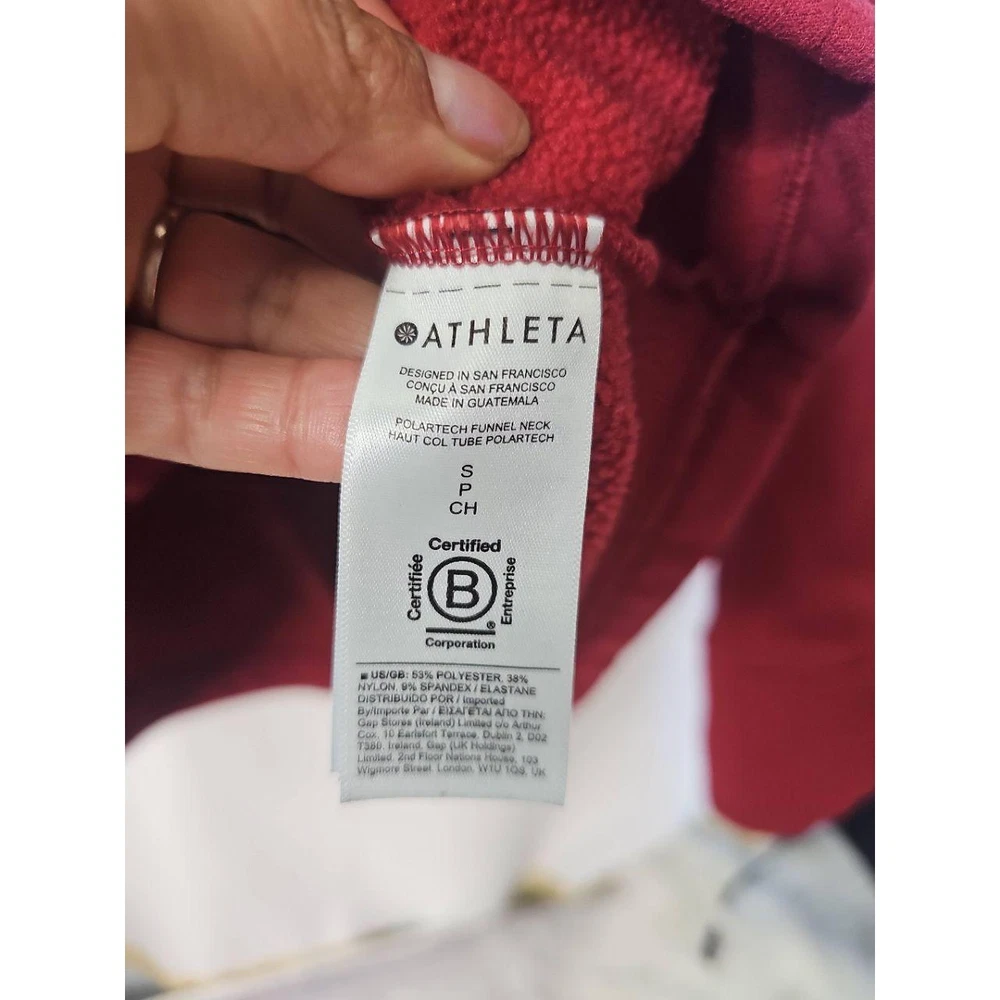 ATHLETA
DESIGNED IN SAN FRANCISCO
CONÇU À SAN FRANCISCO
MADE IN GUATEMALA
POLARTECH FUNNEL NECK
HAUT COL TUBE POLARTECH
S
P
CH
Certified
Certifiée
B
Entreprise
®
Corporation
US/GB: 53% POLYESTER, 38%
NYLON, 9% SPANDEX / ELASTANE
DISTRIBUIDO POR / Imported
By/Importe Par / ΕΙΣΑΓΕΤΑΙ ΑΠΟ ΤΗΝ:
Gap Stores (Ireland) Limited c/o Arthur
Cox, 10 Earlsfort Terrace, Dublin 2, D02
T380, Ireland, Gap (UK Holdings)
Limited, 2nd Floor Nations House, 103
Wigmore Street, London, W1U 1QS, UK